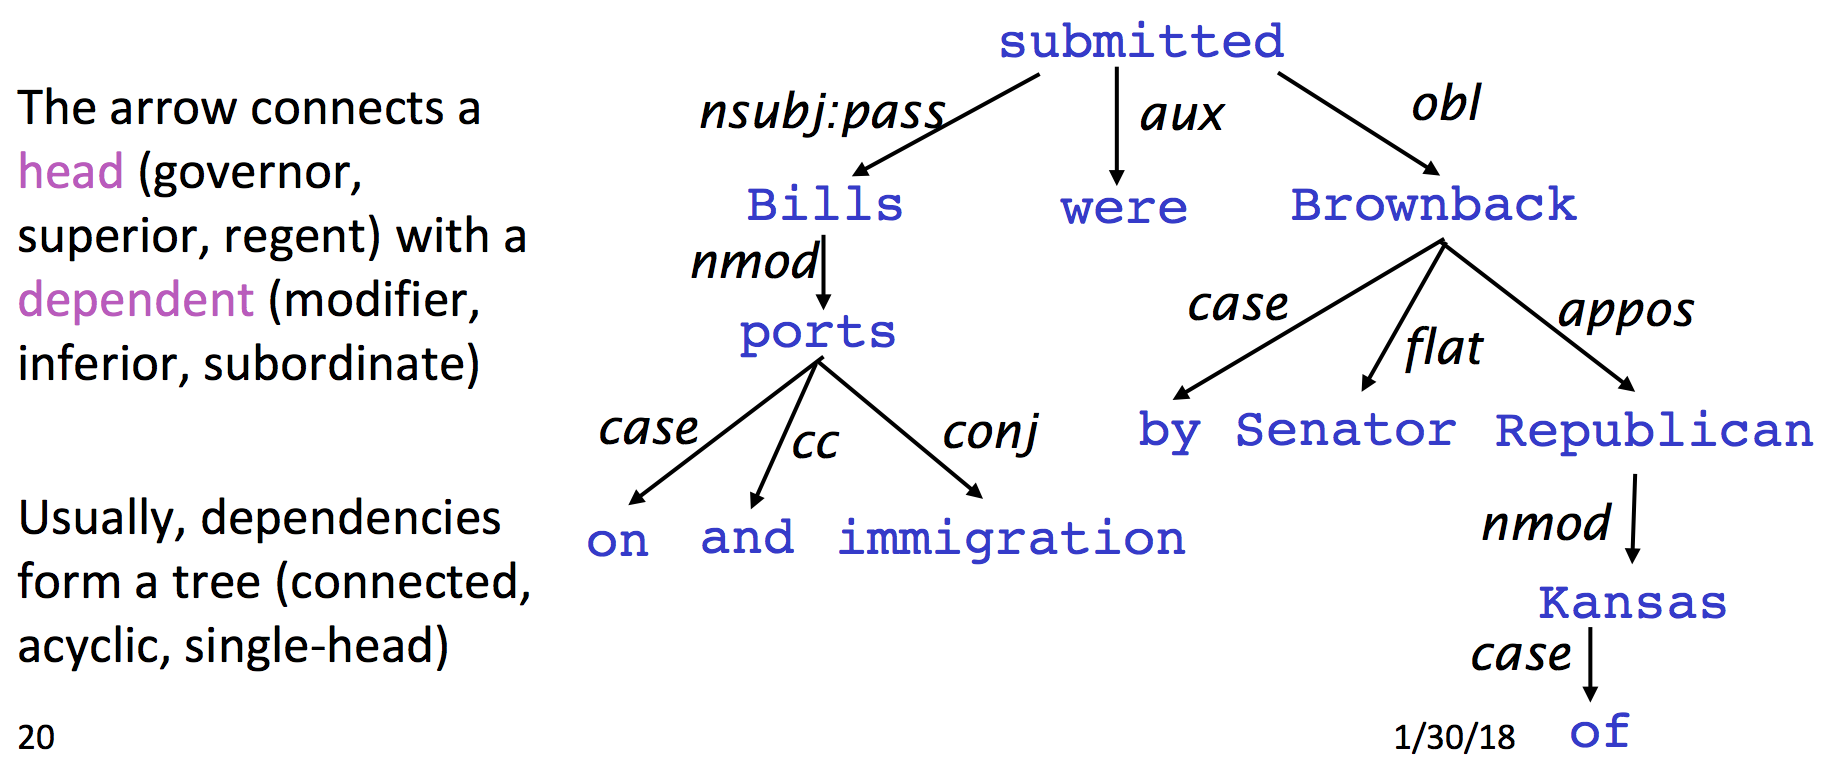 The arrow connects a
head (governor,
superior, regent) with a
dependent (modifier,
inferior, subordinate)
Usually, dependencies
form a tree (connected,
acyclic, single-head)
20
submitted
nsubj:pass aux obl
Bills were Brownback
nmod
ports
case flat appos
case cc conj
by Senator Republican
on and immigration
nmod
Kansas
case
of
1/30/18